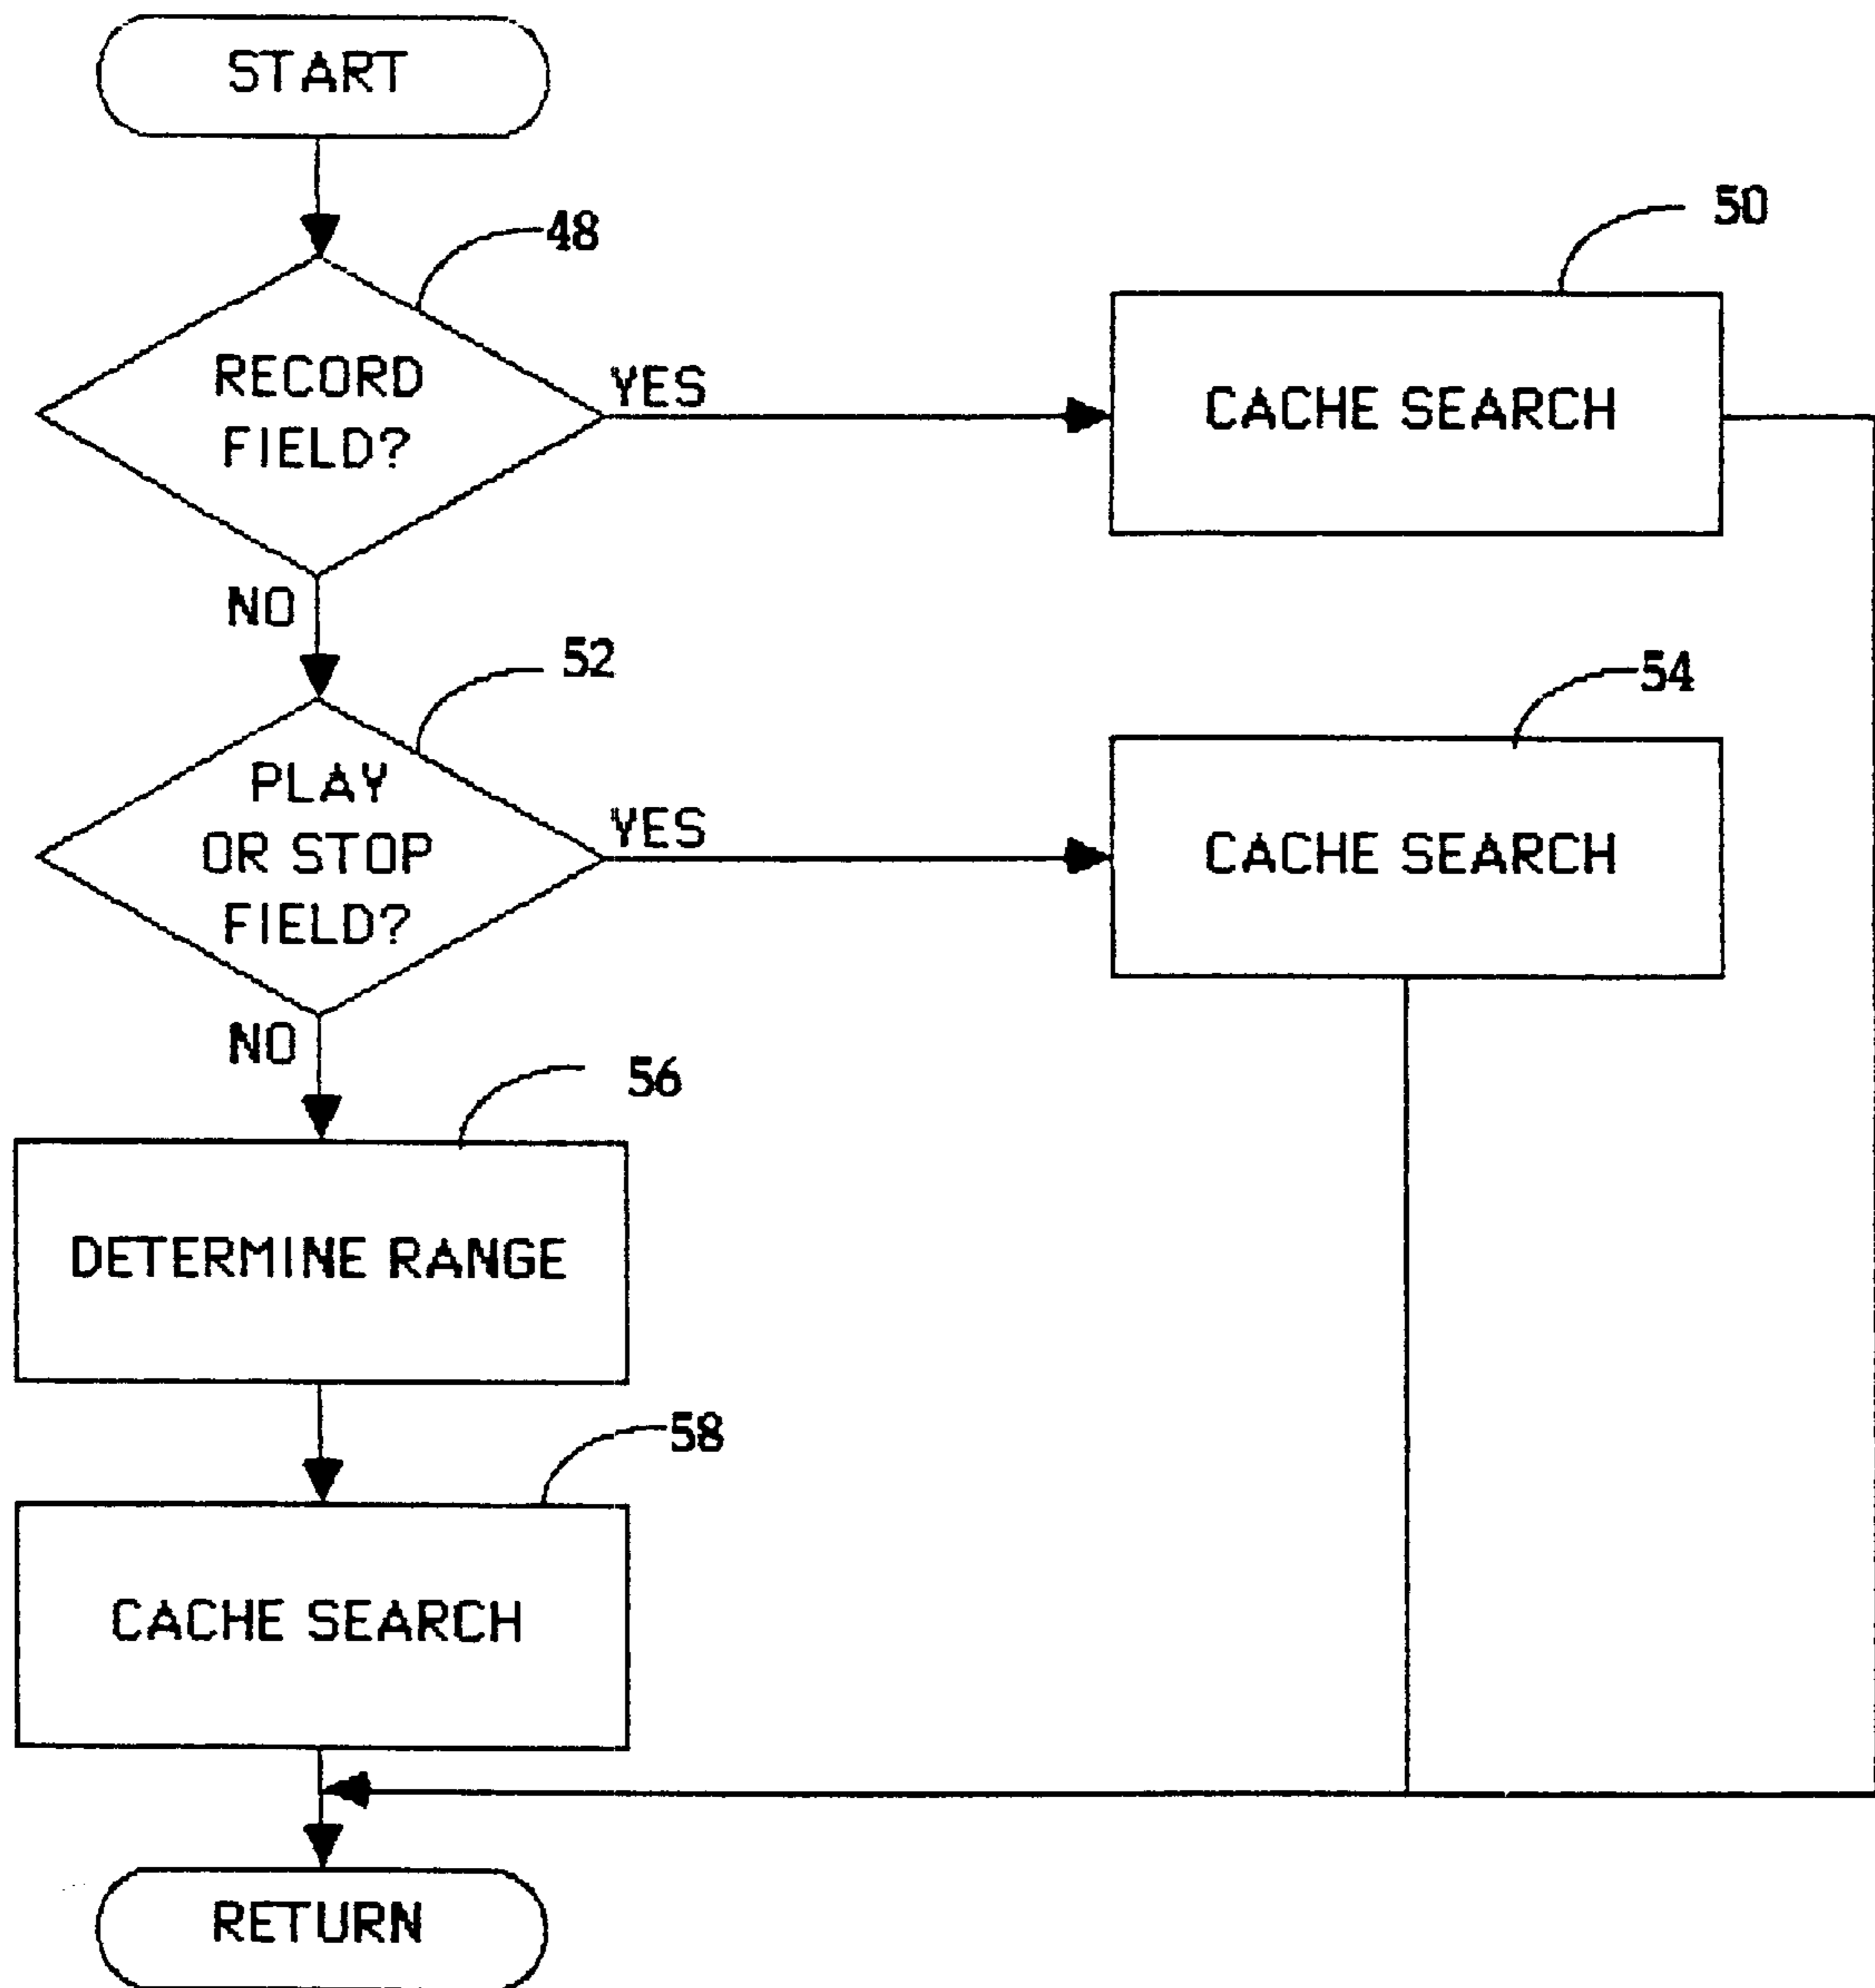 START
48
50
RECORD
FIELD?
YES
CACHE SEARCH
NO
52
54
PLAY
OR STOP
FIELD?
YES
CACHE SEARCH
NO
56
DETERMINE RANGE
58
CACHE SEARCH
RETURN